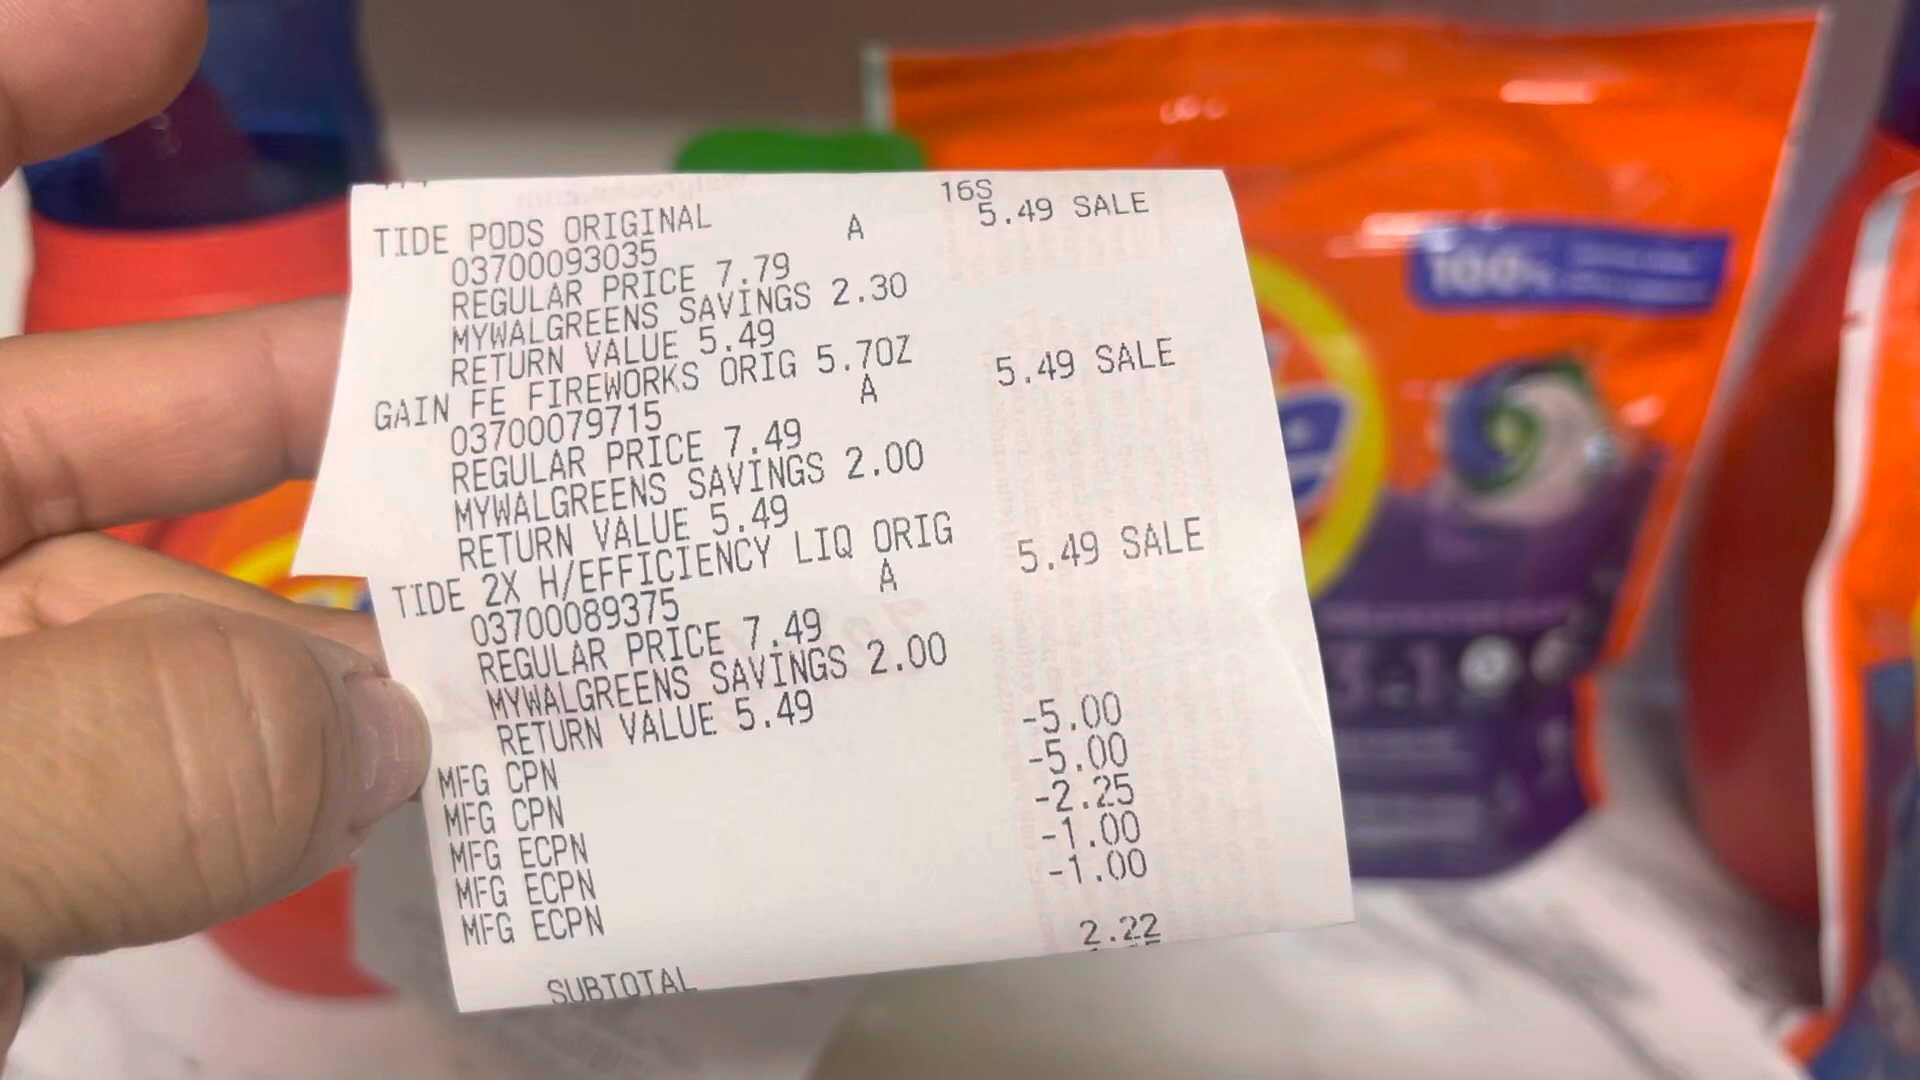 16S
TIDE PODS ORIGINAL A 5.49 SALE
03700093035
REGULAR PRICE 7.79
MYWALGREENS SAVINGS 2.30
RETURN VALUE 5.49
GAIN FE FIREWORKS ORIG 5.7OZ
A 5.49 SALE
03700079715
REGULAR PRICE 7.49
MYWALGREENS SAVINGS 2.00
RETURN VALUE 5.49
TIDE 2X H/EFFICIENCY LIQ ORIG
A 5.49 SALE
03700089375
REGULAR PRICE 7.49
MYWALGREENS SAVINGS 2.00
RETURN VALUE 5.49
MFG CPN -5.00
MFG CPN -5.00
MFG ECPN -2.25
MFG ECPN -1.00
MFG ECPN -1.00
SUBTOTAL 2.22
100%
3 in 1